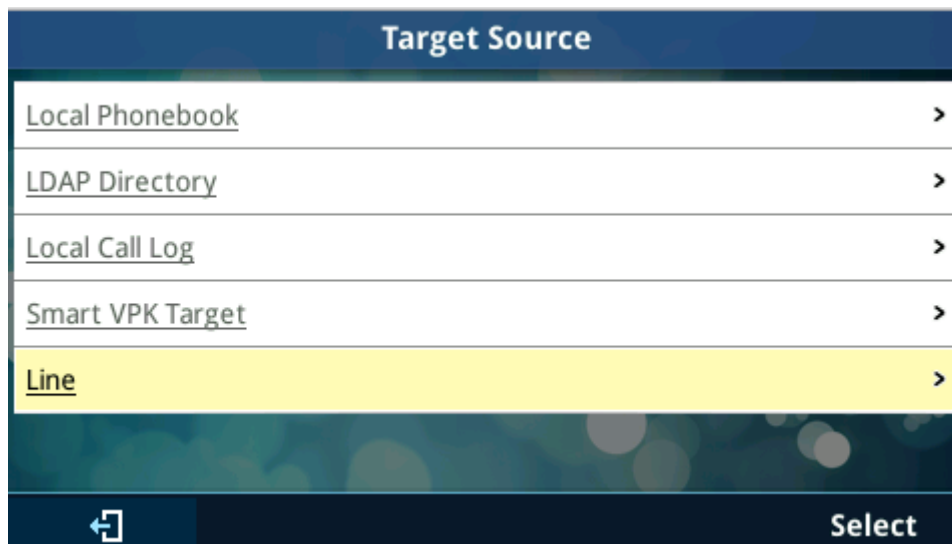 Target Source
Local Phonebook
LDAP Directory
Local Call Log
Smart VPK Target
Line
Select